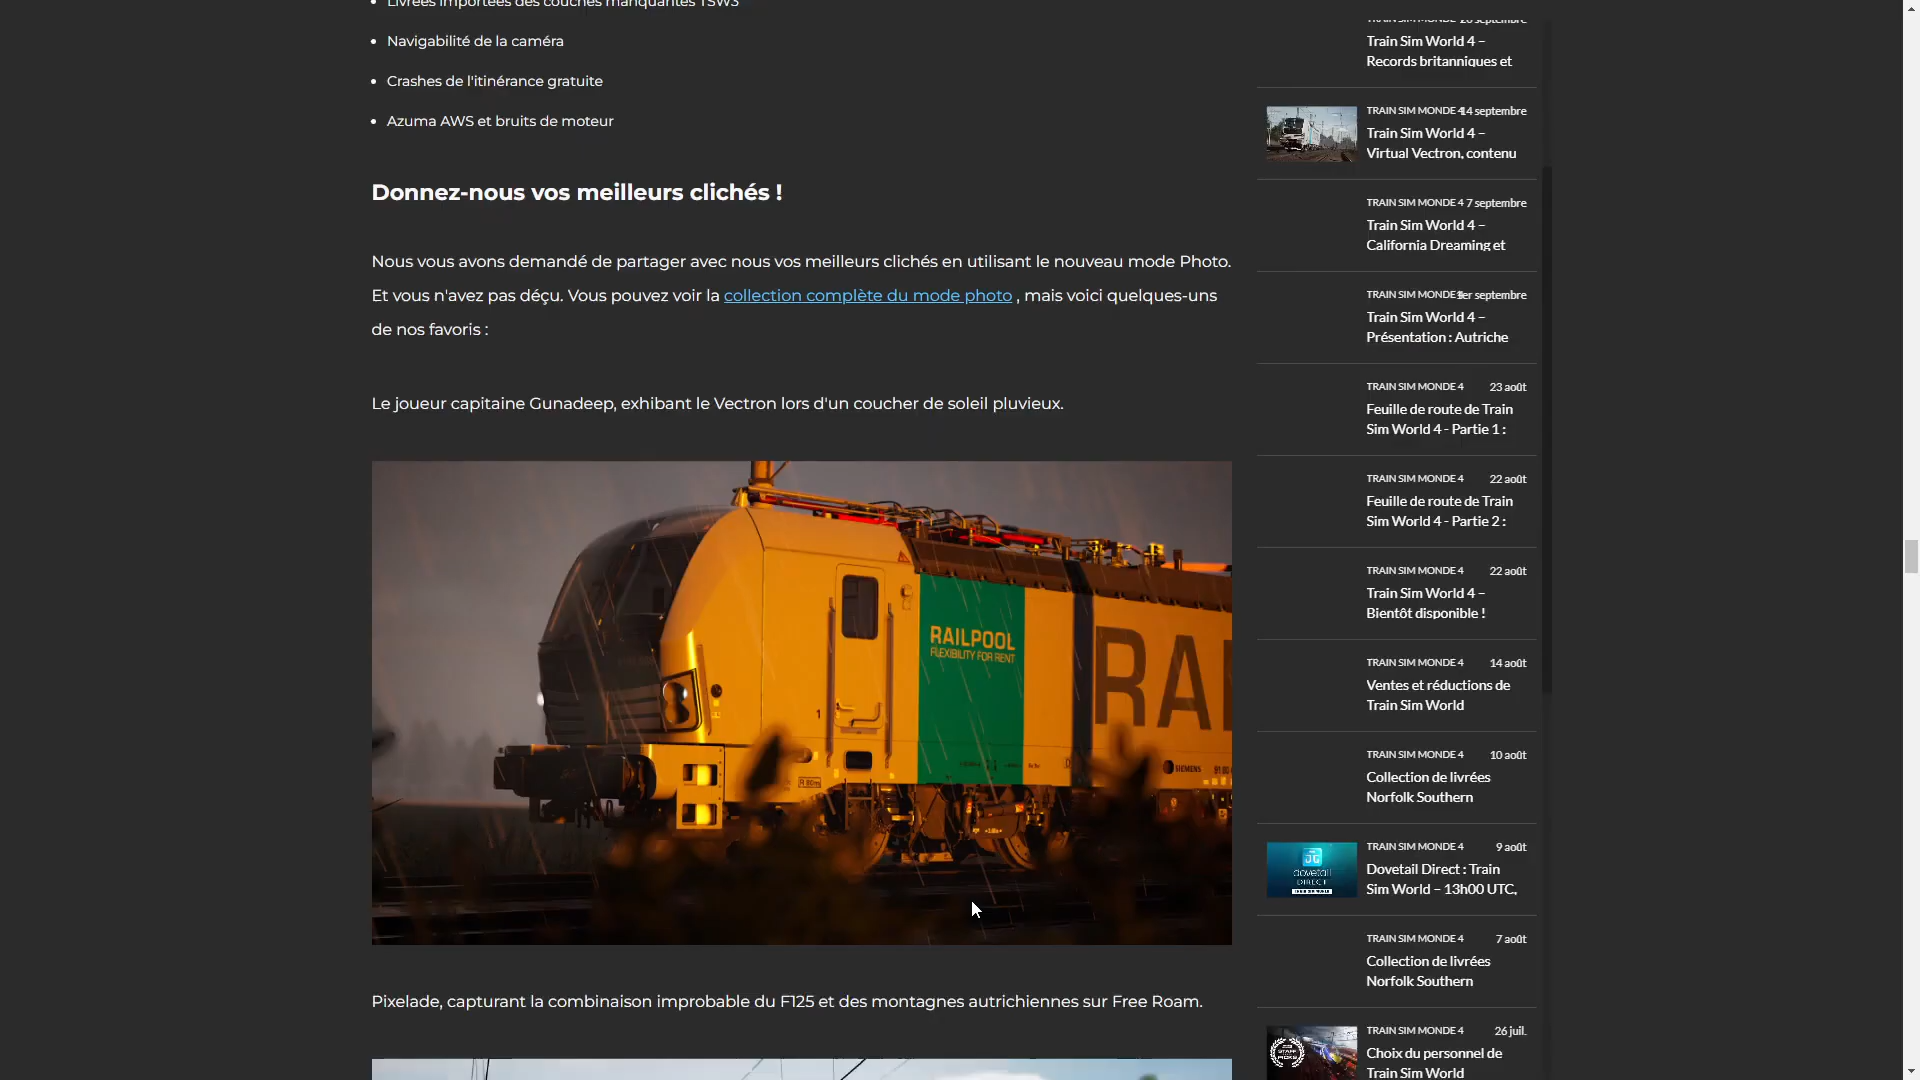 Livrées importées des couches manquantes TSW3
Navigabilité de la caméra
Crashes de l'itinérance gratuite
Azuma AWS et bruits de moteur
Donnez-nous vos meilleurs clichés !
Nous vous avons demandé de partager avec nous vos meilleurs clichés en utilisant le nouveau mode Photo.
Et vous n'avez pas déçu. Vous pouvez voir la collection complète du mode photo , mais voici quelques-uns
de nos favoris :
Le joueur capitaine Gunadeep, exhibant le Vectron lors d'un coucher de soleil pluvieux.
RAILPOOL
FLEXIBILITY FOR RENT
RAI
1
SIEMENS
Pixelade, capturant la combinaison improbable du F125 et des montagnes autrichiennes sur Free Roam.
TRAIN SIM MONDE 4 20 septembre
Train Sim World 4 –
Records britanniques et
TRAIN SIM MONDE 4 14 septembre
Train Sim World 4 –
Virtual Vectron, contenu
TRAIN SIM MONDE 4 7 septembre
Train Sim World 4 –
California Dreaming et
TRAIN SIM MONDE 4 1er septembre
Train Sim World 4 –
Présentation : Autriche
TRAIN SIM MONDE 4 23 août
Feuille de route de Train
Sim World 4 - Partie 1 :
TRAIN SIM MONDE 4 22 août
Feuille de route de Train
Sim World 4 - Partie 2 :
TRAIN SIM MONDE 4 22 août
Train Sim World 4 –
Bientôt disponible !
TRAIN SIM MONDE 4 14 août
Ventes et réductions de
Train Sim World
TRAIN SIM MONDE 4 10 août
Collection de livrées
Norfolk Southern
dovetail
DIRECT
TRAIN SIM MONDE 4 9 août
Dovetail Direct : Train
Sim World – 13h00 UTC,
TRAIN SIM MONDE 4 7 août
Collection de livrées
Norfolk Southern
STAFF
PICKS
TRAIN SIM MONDE 4 26 juil.
Choix du personnel de
Train Sim World